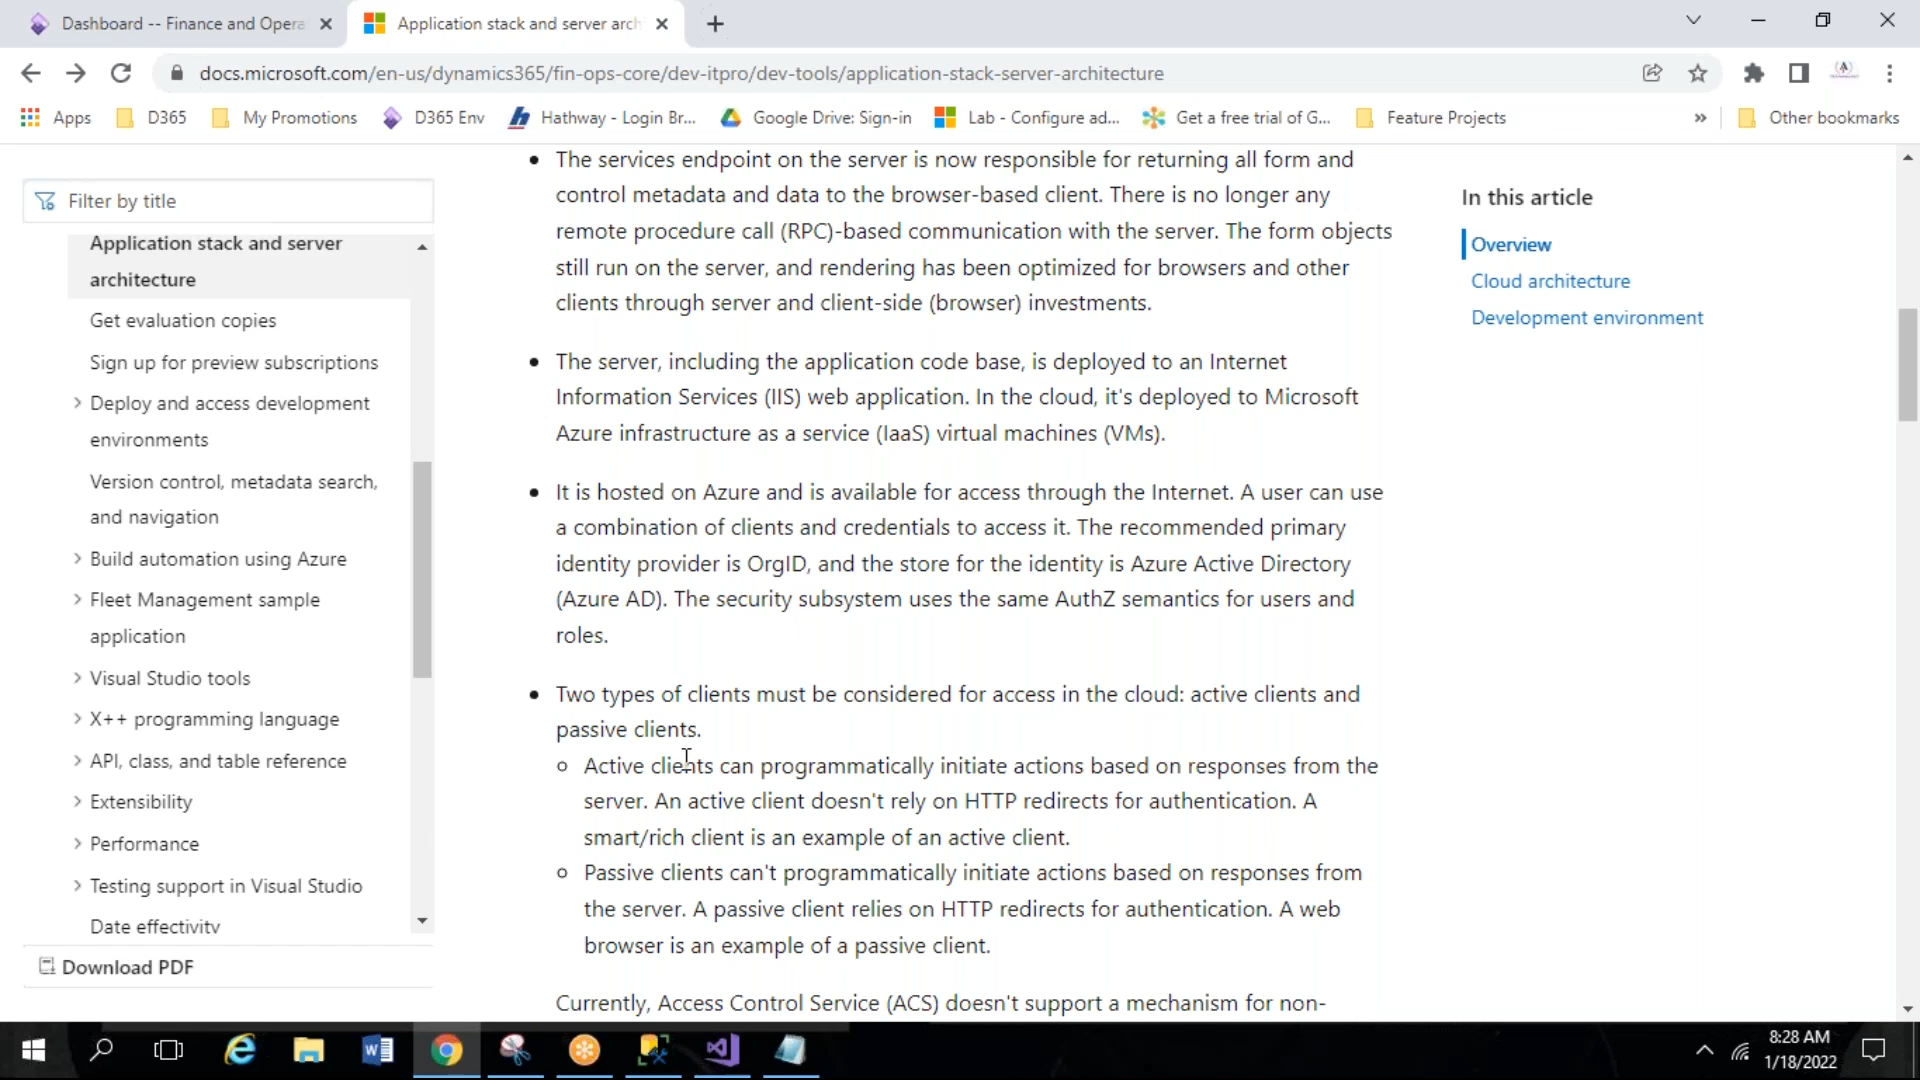 Dashboard -- Finance and Opera
Application stack and server arch
docs.microsoft.com/en-us/dynamics365/fin-ops-core/dev-itpro/dev-tools/application-stack-server-architecture
Apps
D365
My Promotions
D365 Env
Hathway - Login Br...
Google Drive: Sign-in
Lab - Configure ad...
Get a free trial of G...
Feature Projects
»
Other bookmarks
Filter by title
Application stack and server
architecture
Get evaluation copies
Sign up for preview subscriptions
Deploy and access development
environments
Version control, metadata search,
and navigation
Build automation using Azure
Fleet Management sample
application
Visual Studio tools
X++ programming language
API, class, and table reference
Extensibility
Performance
Testing support in Visual Studio
Date effectivity
Download PDF
The services endpoint on the server is now responsible for returning all form and
control metadata and data to the browser-based client. There is no longer any
remote procedure call (RPC)-based communication with the server. The form objects
still run on the server, and rendering has been optimized for browsers and other
clients through server and client-side (browser) investments.
The server, including the application code base, is deployed to an Internet
Information Services (IIS) web application. In the cloud, it's deployed to Microsoft
Azure infrastructure as a service (IaaS) virtual machines (VMs).
It is hosted on Azure and is available for access through the Internet. A user can use
a combination of clients and credentials to access it. The recommended primary
identity provider is OrgID, and the store for the identity is Azure Active Directory
(Azure AD). The security subsystem uses the same AuthZ semantics for users and
roles.
Two types of clients must be considered for access in the cloud: active clients and
passive clients.
Active clients can programmatically initiate actions based on responses from the
server. An active client doesn't rely on HTTP redirects for authentication. A
smart/rich client is an example of an active client.
Passive clients can't programmatically initiate actions based on responses from
the server. A passive client relies on HTTP redirects for authentication. A web
browser is an example of a passive client.
Currently, Access Control Service (ACS) doesn't support a mechanism for non-
In this article
Overview
Cloud architecture
Development environment
8:28 AM
1/18/2022